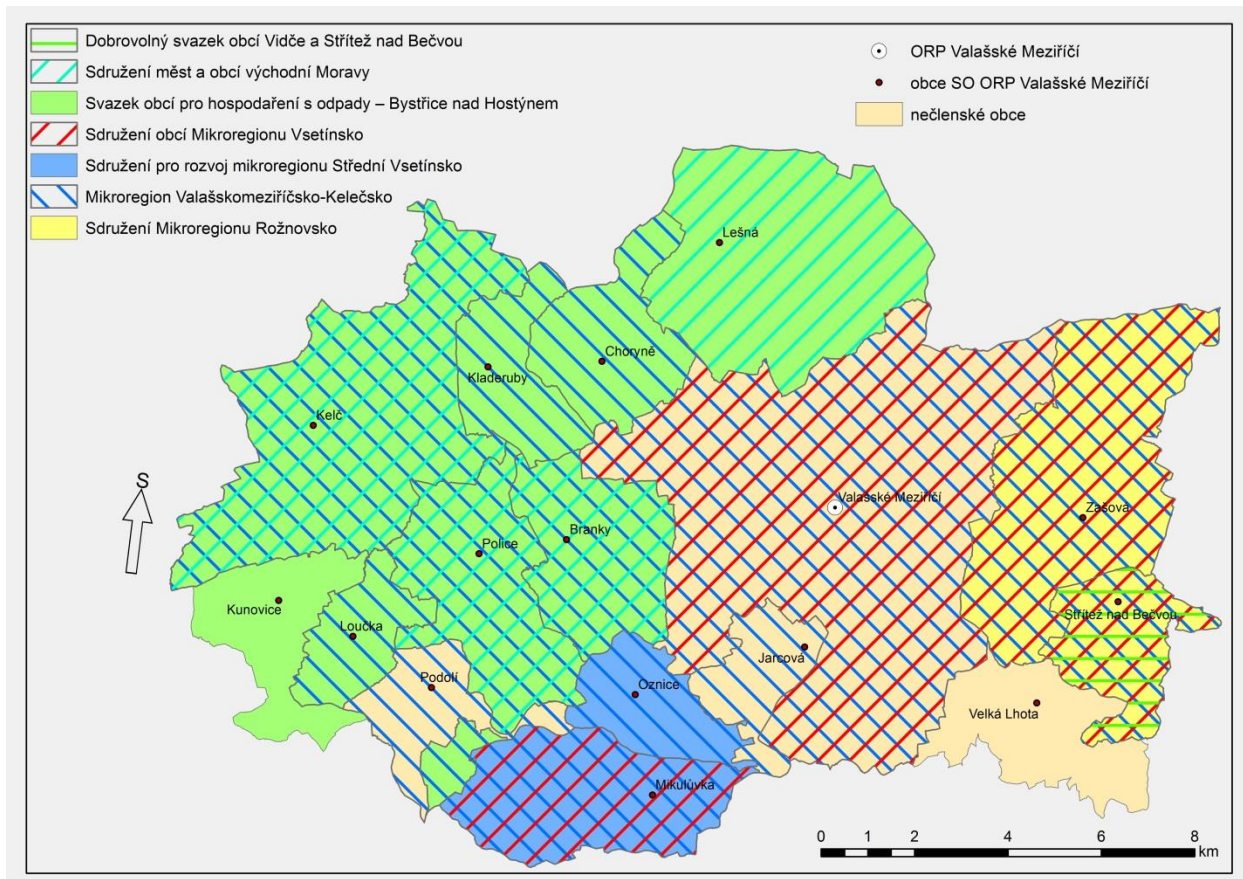 Dobrovolný svazek obcí Vidče a Střítež nad Bečvou
Sdružení měst a obcí východní Moravy
Svazek obcí pro hospodaření s odpady – Bystřice nad Hostýnem
Sdružení obcí Mikroregionu Vsetínsko
Sdružení pro rozvoj mikroregionu Střední Vsetínsko
Mikroregion Valašskomeziříčsko-Kelečsko
Sdružení Mikroregionu Rožnovsko
ORP Valašské Meziříčí
obce SO ORP Valašské Meziříčí
nečlenské obce
Lešná
Choryně
Kladeruby
Kelč
S
Valašské Meziříčí
Zašová
Branky
Police
Kunovice
Střítež nad Bečvou
Loučka
Jarcová
Podolí
Oznice
Velká Lhota
Mikulůvka
0 1 2 4 6 8
km